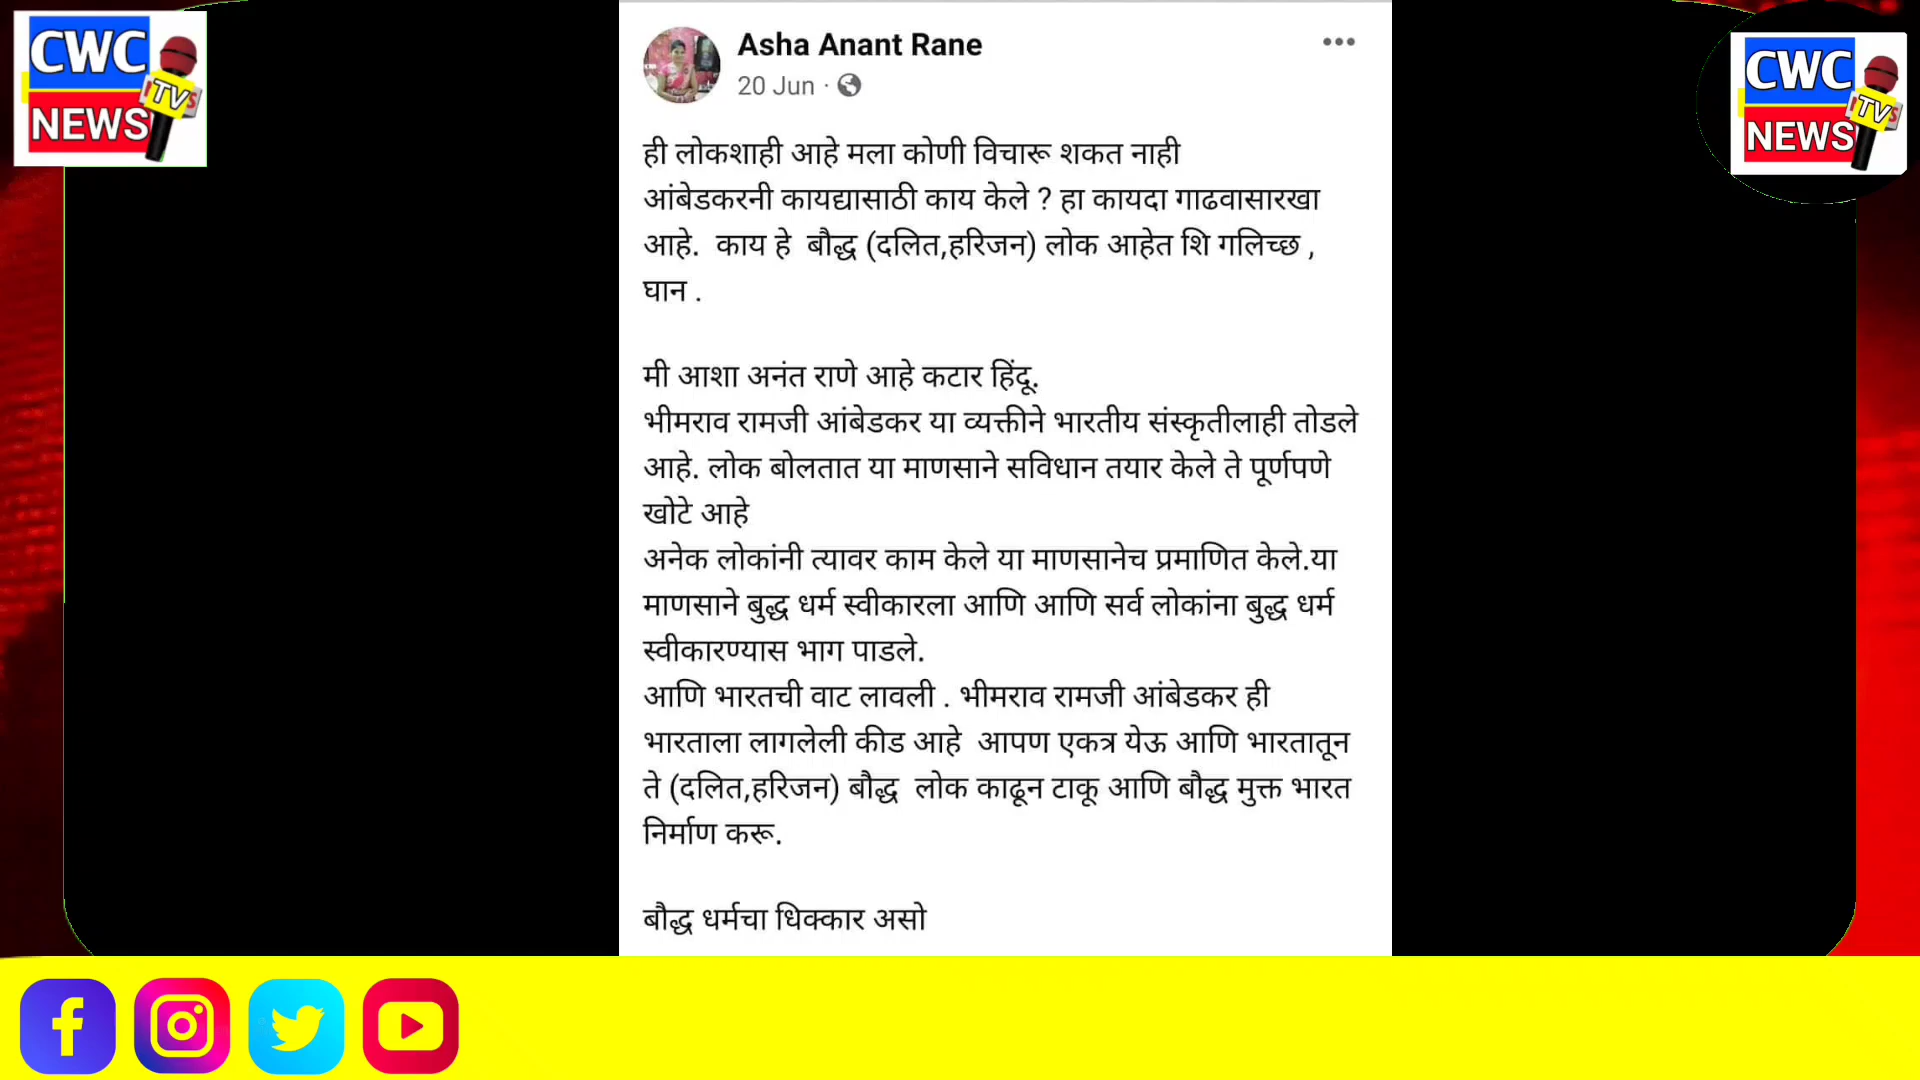 CWC
TV
NEWS
CWC
TV
NEWS
Asha Anant Rane
20 Jun ·
ही लोकशाही आहे मला कोणी विचारू शकत नाही
आंबेडकरनी कायद्यासाठी काय केले ? हा कायदा गाढवासारखा
आहे. काय हे बौद्ध (दलित,हरिजन) लोक आहेत शि गलिच्छ ,
घान .
मी आशा अनंत राणे आहे कटार हिंदू.
भीमराव रामजी आंबेडकर या व्यक्तीने भारतीय संस्कृतीलाही तोडले
आहे. लोक बोलतात या माणसाने सविधान तयार केले ते पूर्णपणे
खोटे आहे
अनेक लोकांनी त्यावर काम केले या माणसानेच प्रमाणित केले.या
माणसाने बुद्ध धर्म स्वीकारला आणि आणि सर्व लोकांना बुद्ध धर्म
स्वीकारण्यास भाग पाडले.
आणि भारतची वाट लावली . भीमराव रामजी आंबेडकर ही
भारताला लागलेली कीड आहे आपण एकत्र येऊ आणि भारतातून
ते (दलित,हरिजन) बौद्ध लोक काढून टाकू आणि बौद्ध मुक्त भारत
निर्माण करू.
बौद्ध धर्मचा धिक्कार असो